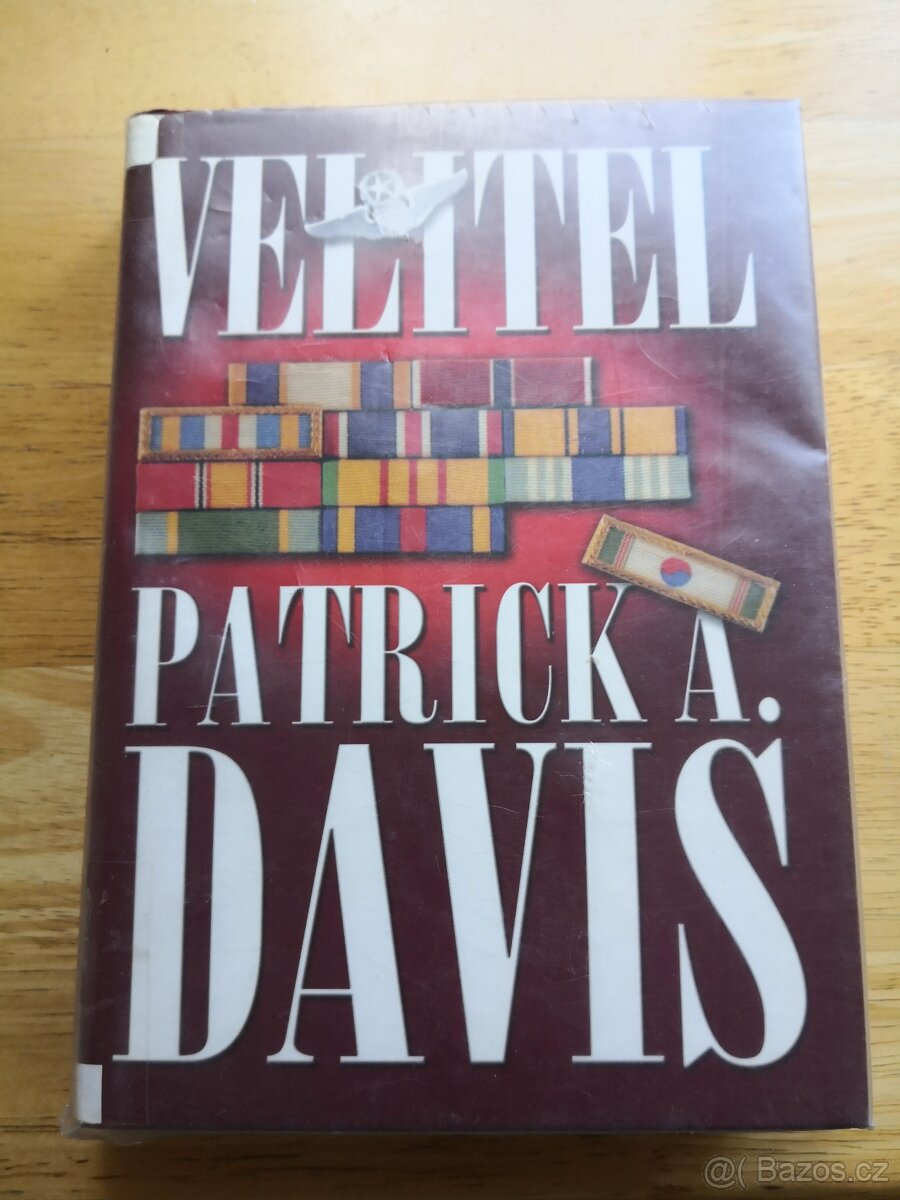 VELITEL
PATRICK A.
DAVIS
@( Bazos.cz